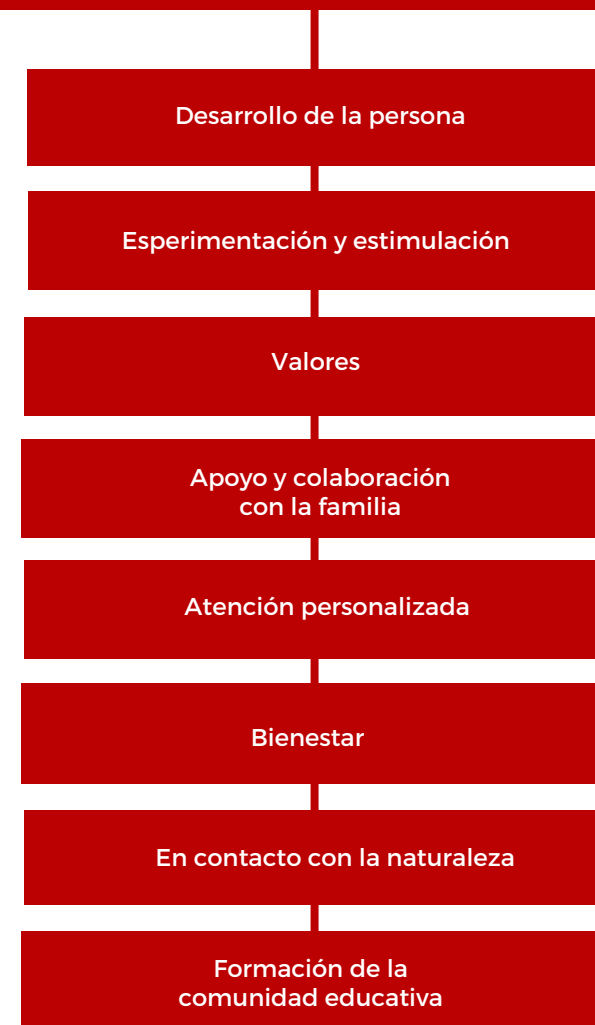 Desarrollo de la persona
Esperimentación y estimulación
Valores
Apoyo y colaboración
con la familia
Atención personalizada
Bienestar
En contacto con la naturaleza
Formación de la
comunidad educativa